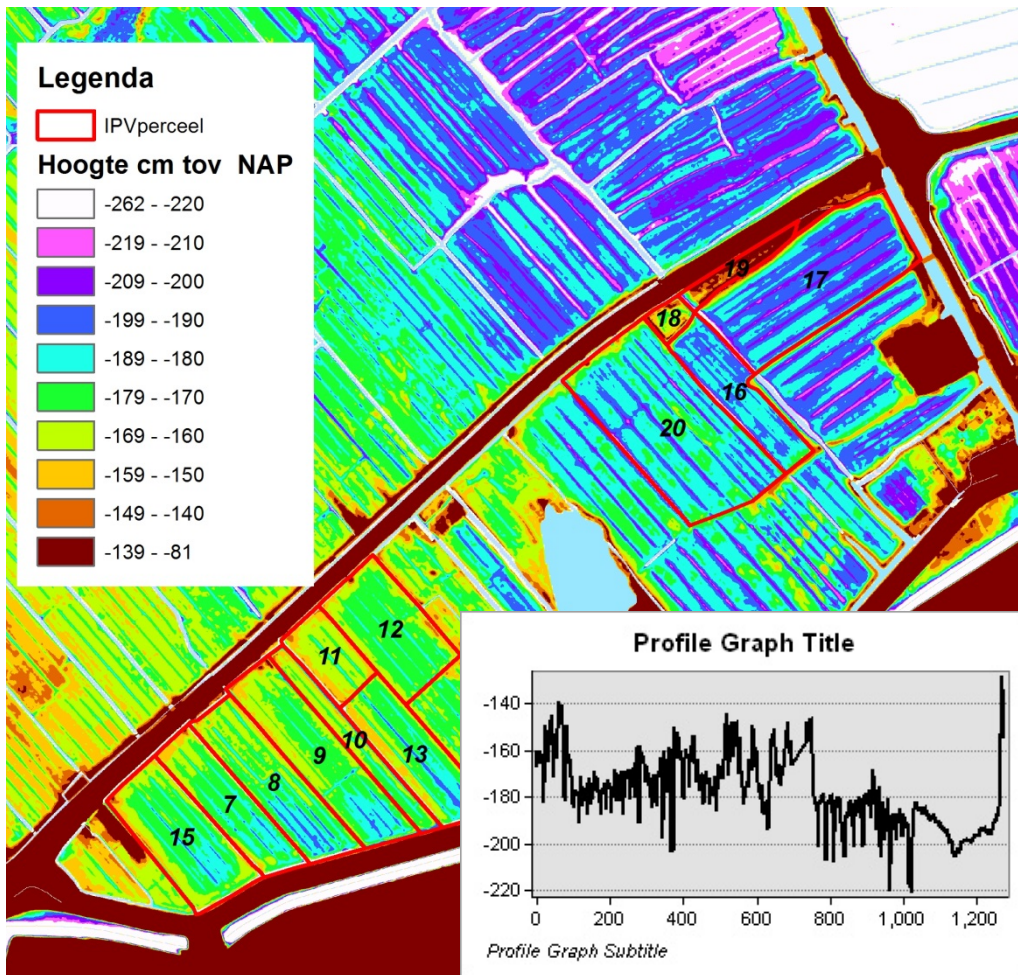 Legenda
IPVperceel
Hoogte cm tov NAP
-262 - -220
-219 - -210
-209 - -200
-199 - -190
-189 - -180
-179 - -170
-169 - -160
-159 - -150
-149 - -140
-139 - -81
19
17
18
16
20
12
11
9
10
13
8
7
15
Profile Graph Title
-140
-160
-180
-200
-220
0 200 400 600 800 1,000 1,200
Profile Graph Subtitle